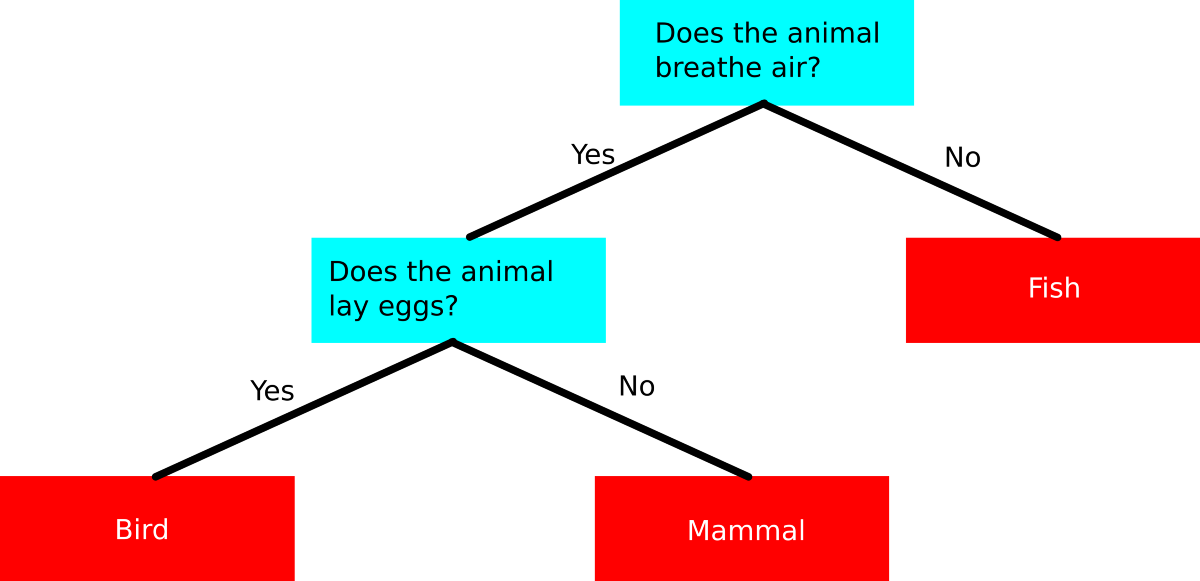 Does the animal
breathe air?
Yes
No
Does the animal
lay eggs?
Fish
Yes
No
Bird
Mammal